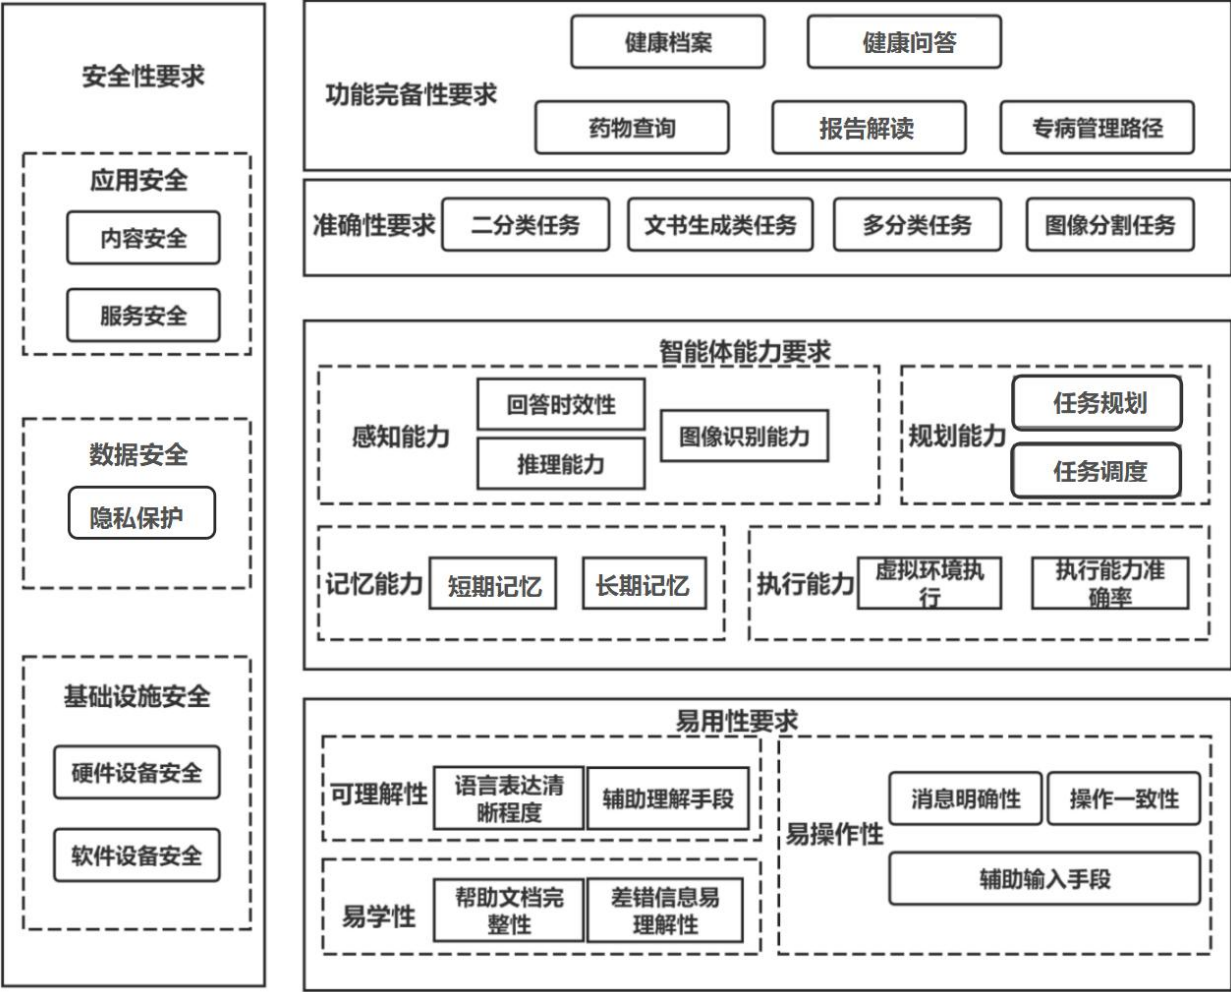 安全性要求
应用安全
内容安全
服务安全
数据安全
隐私保护
基础设施安全
硬件设备安全
软件设备安全
功能完备性要求
健康档案
健康问答
药物查询
报告解读
专病管理路径
准确性要求
二分类任务
文书生成类任务
多分类任务
图像分割任务
智能体能力要求
感知能力
回答时效性
推理能力
图像识别能力
规划能力
任务规划
任务调度
记忆能力
短期记忆
长期记忆
执行能力
虚拟环境执
行
执行能力准
确率
易用性要求
可理解性
语言表达清
晰程度
辅助理解手段
易学性
帮助文档完
整性
差错信息易
理解性
易操作性
消息明确性
操作一致性
辅助输入手段